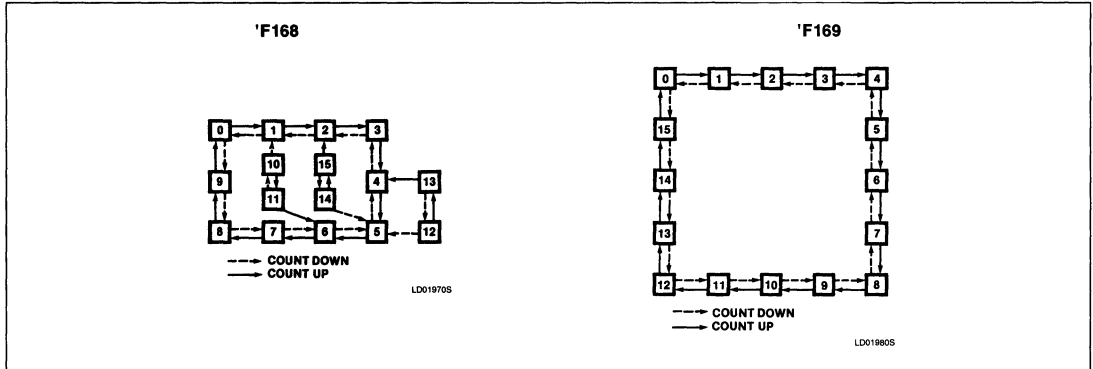 'F168
'F169
0 1 2 3
10 15
9 4 13
11 14
8 7 6 5 12
COUNT DOWN
COUNT UP
LD01970S
0 1 2 3 4
15 5
14 6
13 7
12 11 10 9 8
COUNT DOWN
COUNT UP
LD01980S